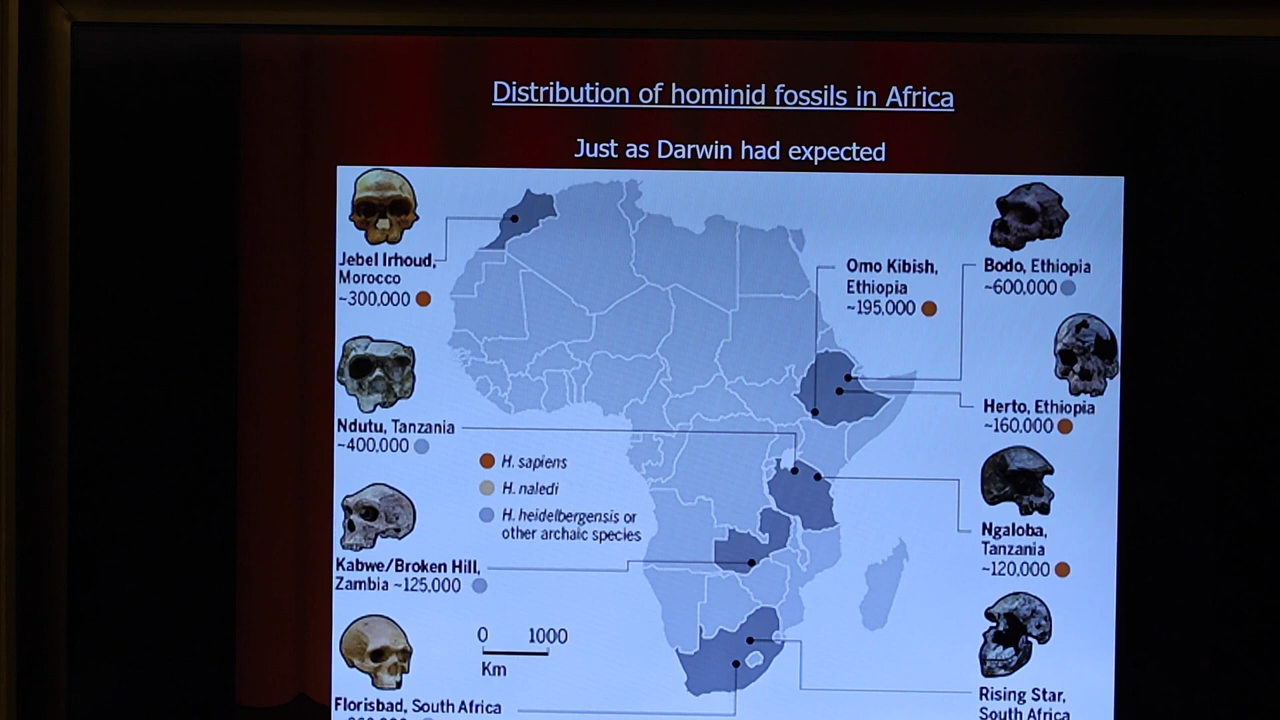 Distribution of hominid fossils in Africa
Just as Darwin had expected
Jebel Irhoud,
Morocco
~300,000
Omo Kibish,
Ethiopia
~195,000
Bodo, Ethiopia
~600,000
Ndutu, Tanzania
~400,000
Herto, Ethiopia
~160,000
H. sapiens
H. naledi
H. heidelbergensis or
other archaic species
Kabwe/Broken Hill,
Zambia ~125,000
Ngaloba,
Tanzania
~120,000
0 1000
Km
Florisbad, South Africa
Rising Star,
South Africa